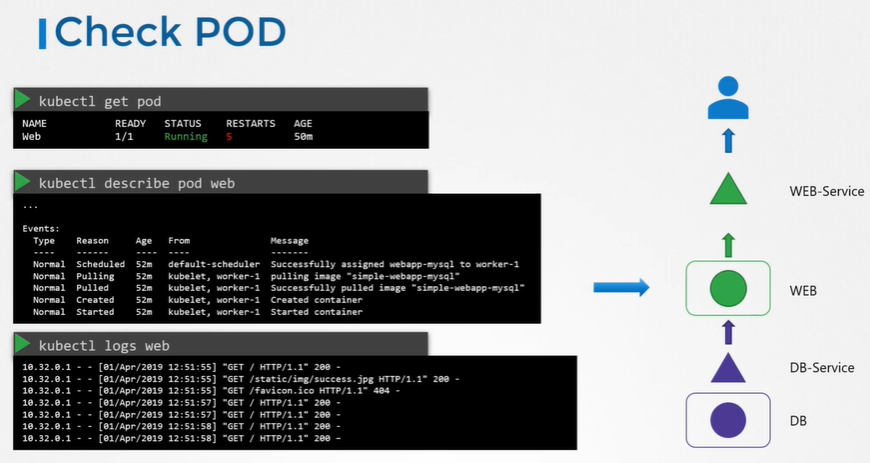 Check POD
kubectl get pod
NAME READY STATUS RESTARTS AGE
Web 1/1 Running 5 50m
kubectl describe pod web
...
Events:
Type Reason Age From Message
---- ------ ---- ---- -------
Normal Scheduled 52m default-scheduler Successfully assigned webapp-mysql to worker-1
Normal Pulling 52m kubelet, worker-1 pulling image "simple-webapp-mysql"
Normal Pulled 52m kubelet, worker-1 Successfully pulled image "simple-webapp-mysql"
Normal Created 52m kubelet, worker-1 Created container
Normal Started 52m kubelet, worker-1 Started container
kubectl logs web
10.32.0.1 - - [01/Apr/2019 12:51:55] "GET / HTTP/1.1" 200 -
10.32.0.1 - - [01/Apr/2019 12:51:55] "GET /static/img/success.jpg HTTP/1.1" 200 -
10.32.0.1 - - [01/Apr/2019 12:51:55] "GET /favicon.ico HTTP/1.1" 404 -
10.32.0.1 - - [01/Apr/2019 12:51:57] "GET / HTTP/1.1" 200 -
10.32.0.1 - - [01/Apr/2019 12:51:57] "GET / HTTP/1.1" 200 -
10.32.0.1 - - [01/Apr/2019 12:51:58] "GET / HTTP/1.1" 200 -
10.32.0.1 - - [01/Apr/2019 12:51:58] "GET / HTTP/1.1" 200 –
WEB-Service
WEB
DB-Service
DB